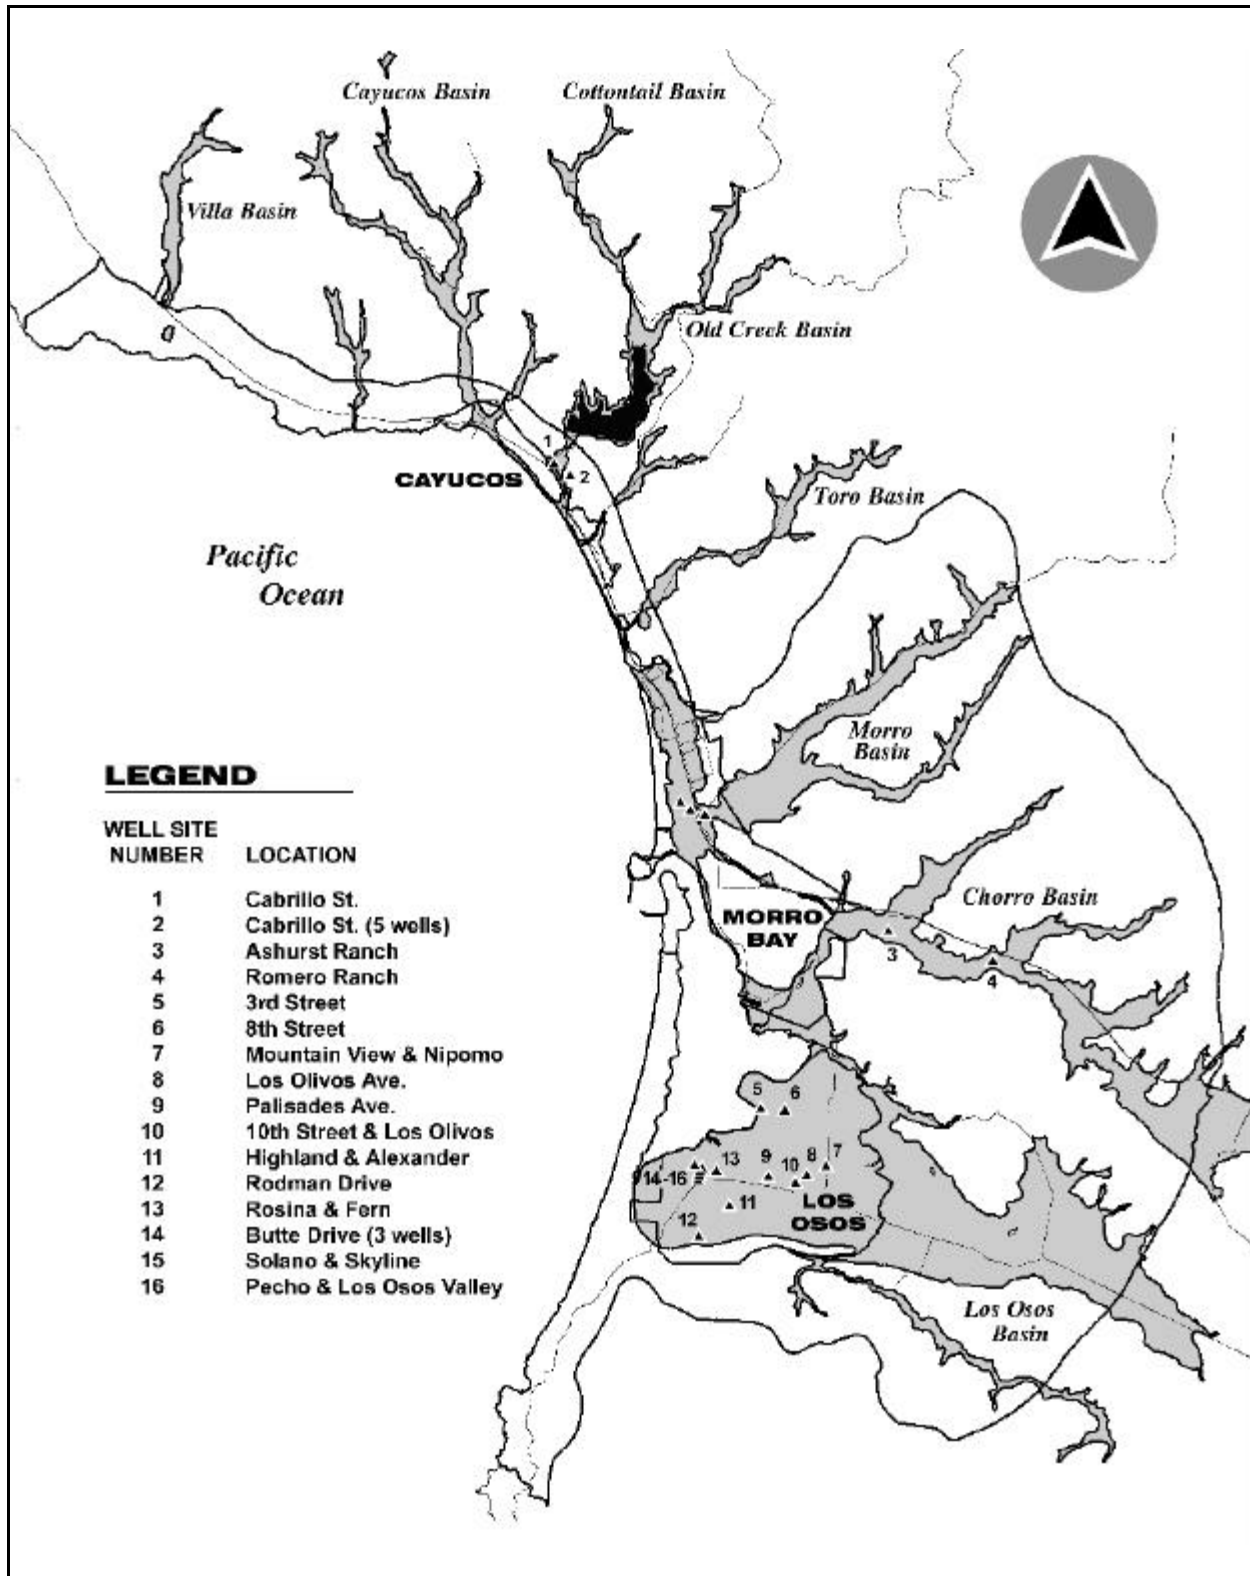 Cayucos Basin
Cottontail Basin
Villa Basin
Old Creek Basin
1
2
CAYUCOS
Toro Basin
Pacific
Ocean
Morro
Basin
LEGEND
WELL SITE
NUMBER LOCATION
1 Cabrillo St.
2 Cabrillo St. (5 wells)
3 Ashurst Ranch
4 Romero Ranch
5 3rd Street
6 8th Street
7 Mountain View & Nipomo
8 Los Olivos Ave.
9 Palisades Ave.
10 10th Street & Los Olivos
11 Highland & Alexander
12 Rodman Drive
13 Rosina & Fern
14 Butte Drive (3 wells)
15 Solano & Skyline
16 Pecho & Los Osos Valley
Chorro Basin
MORRO
BAY
3
4
5
6
7
8
9
10
13
14-16
11
12
LOS
OSOS
Los Osos
Basin